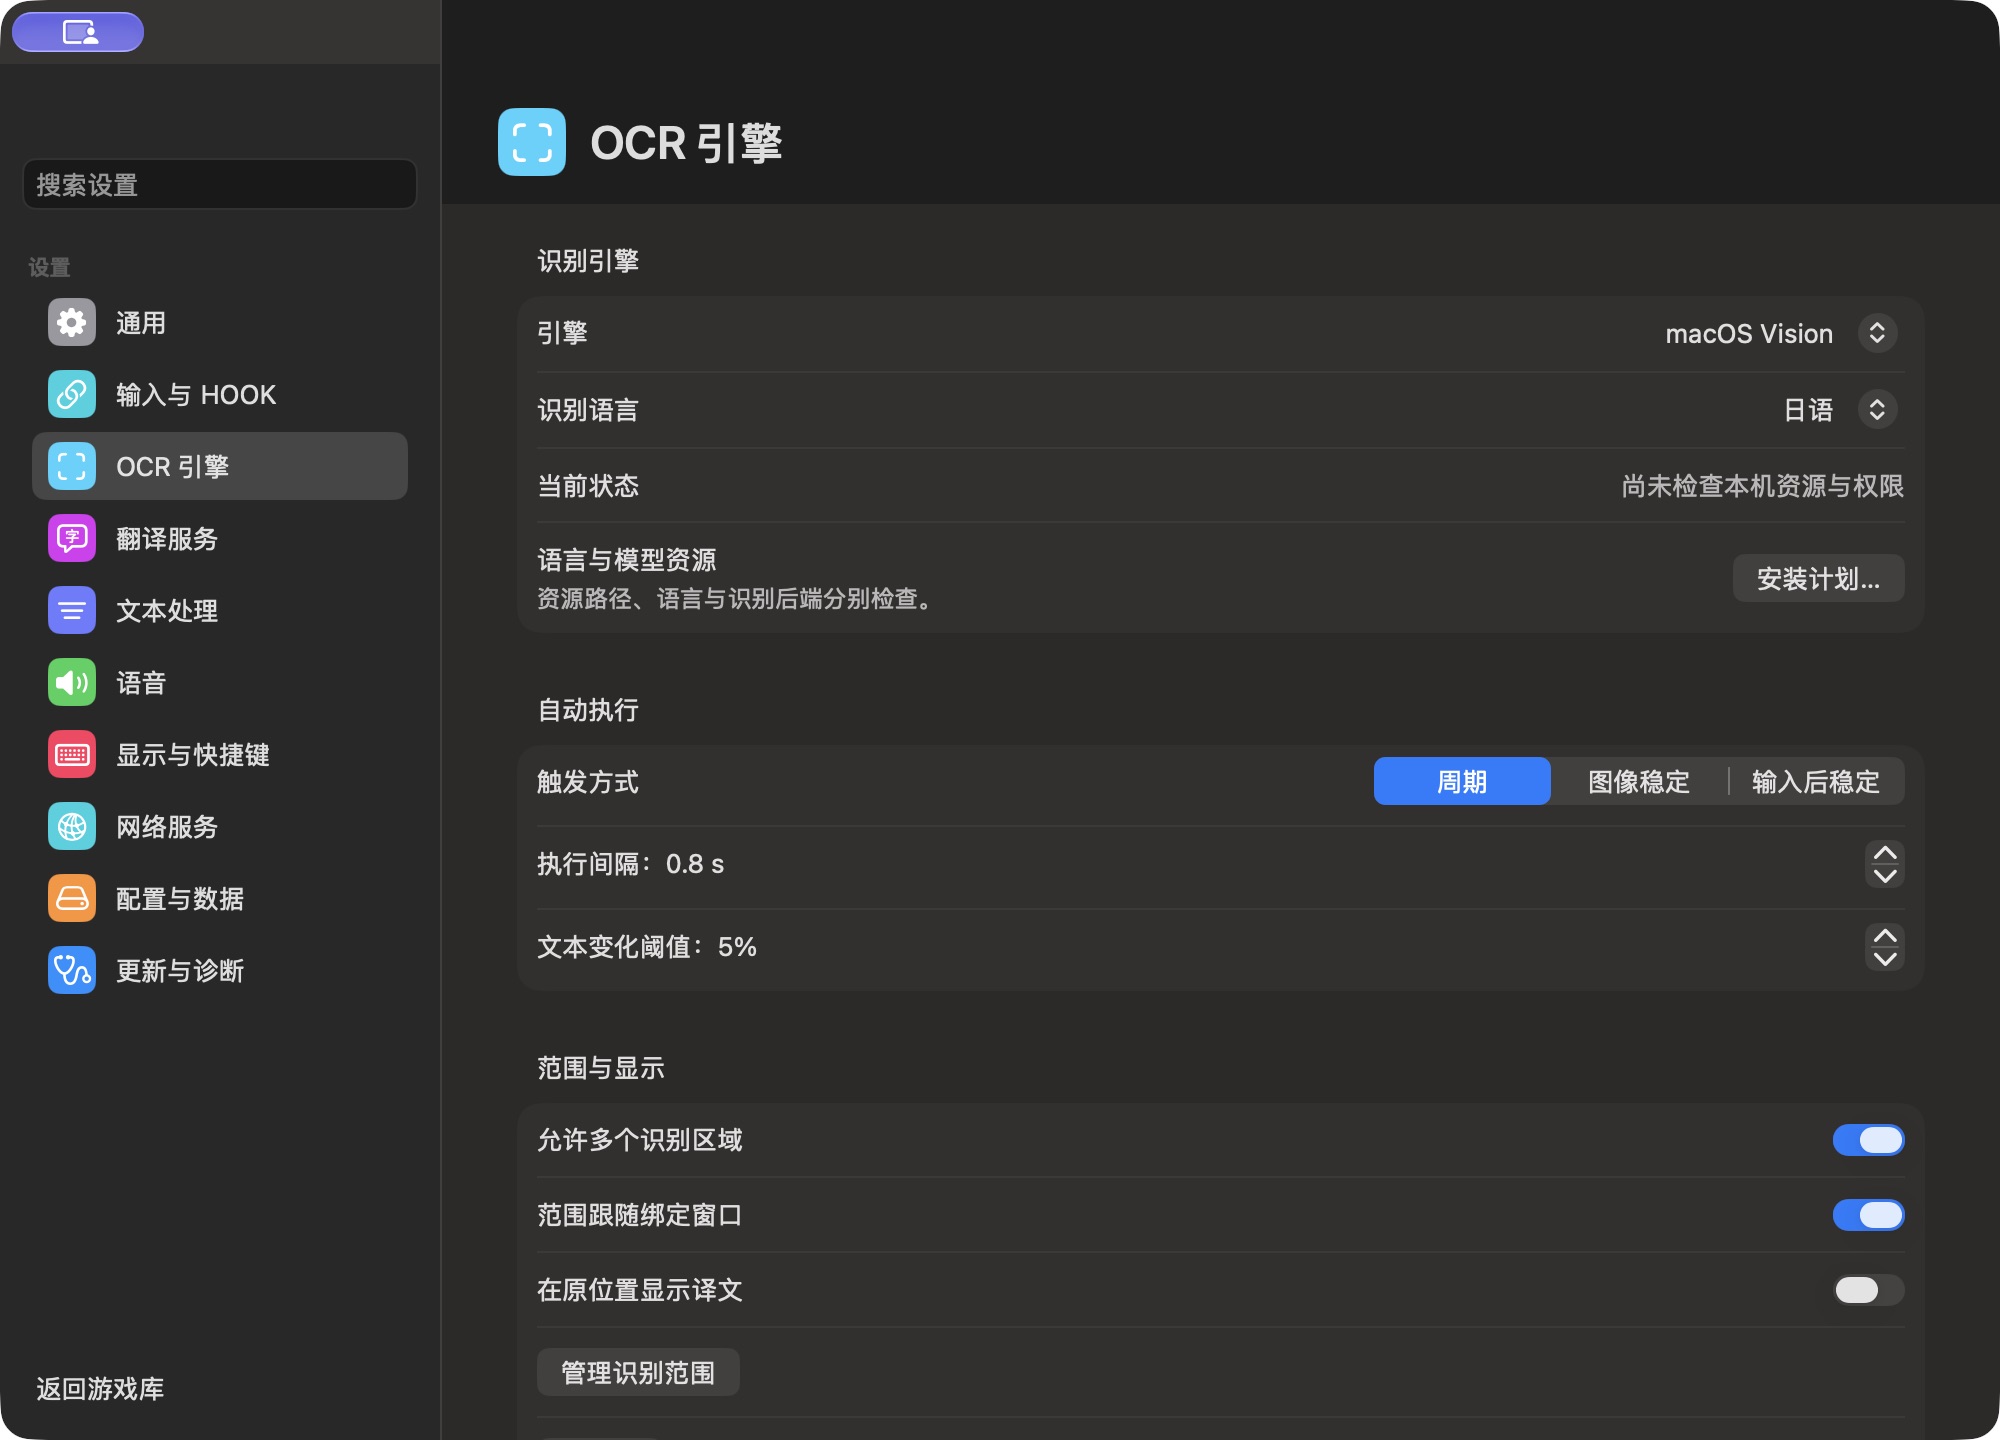 搜索设置
设置
通用
输入与 HOOK
OCR 引擎
翻译服务
文本处理
语音
显示与快捷键
网络服务
配置与数据
更新与诊断
返回游戏库
OCR 引擎
识别引擎
引擎 macOS Vision
识别语言 日语
当前状态 尚未检查本机资源与权限
语言与模型资源
资源路径、语言与识别后端分别检查。
安装计划...
自动执行
触发方式 周期 图像稳定 输入后稳定
执行间隔：0.8 s
文本变化阈值：5%
范围与显示
允许多个识别区域
范围跟随绑定窗口
在原位置显示译文
管理识别范围